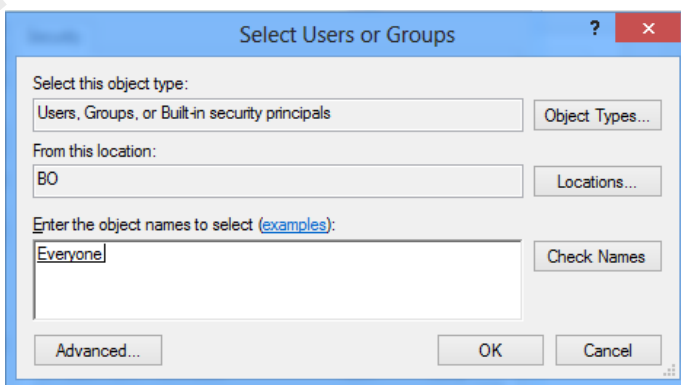 Select Users or Groups
?
Select this object type:
Users, Groups, or Built-in security principals
Object Types...
From this location:
BO
Locations...
Enter the object names to select (examples):
Everyone
Check Names
Advanced...
OK
Cancel